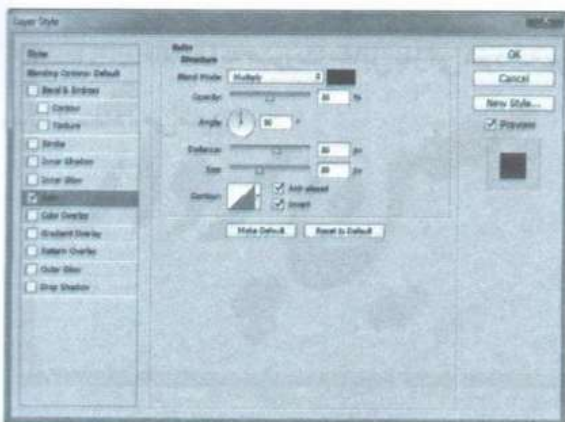 Layer Style
Styles
Blending Options: Default
Bevel & Emboss
Contour
Texture
Stroke
Inner Shadow
Inner Glow
Satin
Color Overlay
Gradient Overlay
Pattern Overlay
Outer Glow
Drop Shadow
Satin
Structure
Blend Mode: Multiply
Opacity: %
Angle: °
Distance: px
Size: px
Contour: Anti-aliased
Invert
Make Default Reset to Default
OK
Cancel
New Style...
Preview